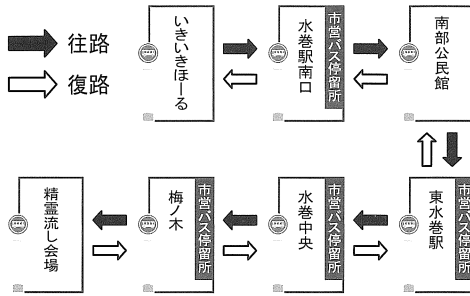 往路
復路
いきいきほーる
市営バス停留所
水巻駅南口
南部公民館
市営バス停留所
東水巻駅
市営バス停留所
水巻中央
市営バス停留所
梅ノ木
精霊流し会場